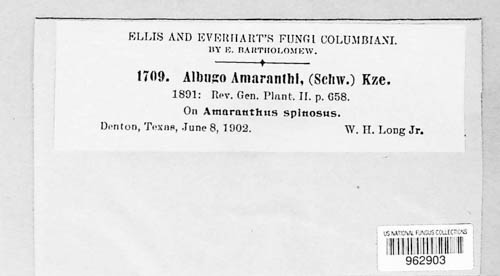 ELLIS AND EVERHART'S FUNGI COLUMBIANI.
BY E. BARTHOLOMEW.
1709. Albugo Amaranthi, (Schw.) Kze.
1891: Rev. Gen. Plant. II. p. 658.
On Amaranthus spinosus.
Denton, Texas, June 8, 1902. W. H. Long Jr.
US NATIONAL FUNGUS COLLECTIONS
962903